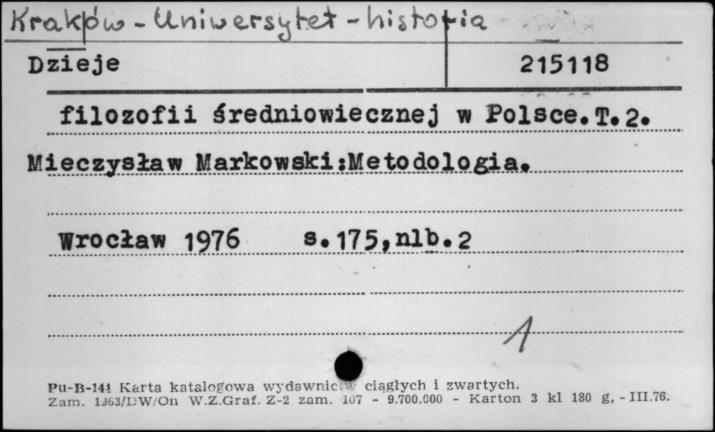 Kraków - Uniwersytet - historia
Dzieje 215118
filozofii średniowiecznej w Polsce.T.2.
Mieczysław Markowski:Metodologia.
Wrocław 1976 s.175,nlb.2
1
Pu-B-141 Karta katalogowa wydawnictw ciągłych i zwartych.
Zam. 1363/DW/On W.Z.Graf. Z-2 zam. 107 - 9.700.000 - Karton 3 kl 180 g. - III.76.